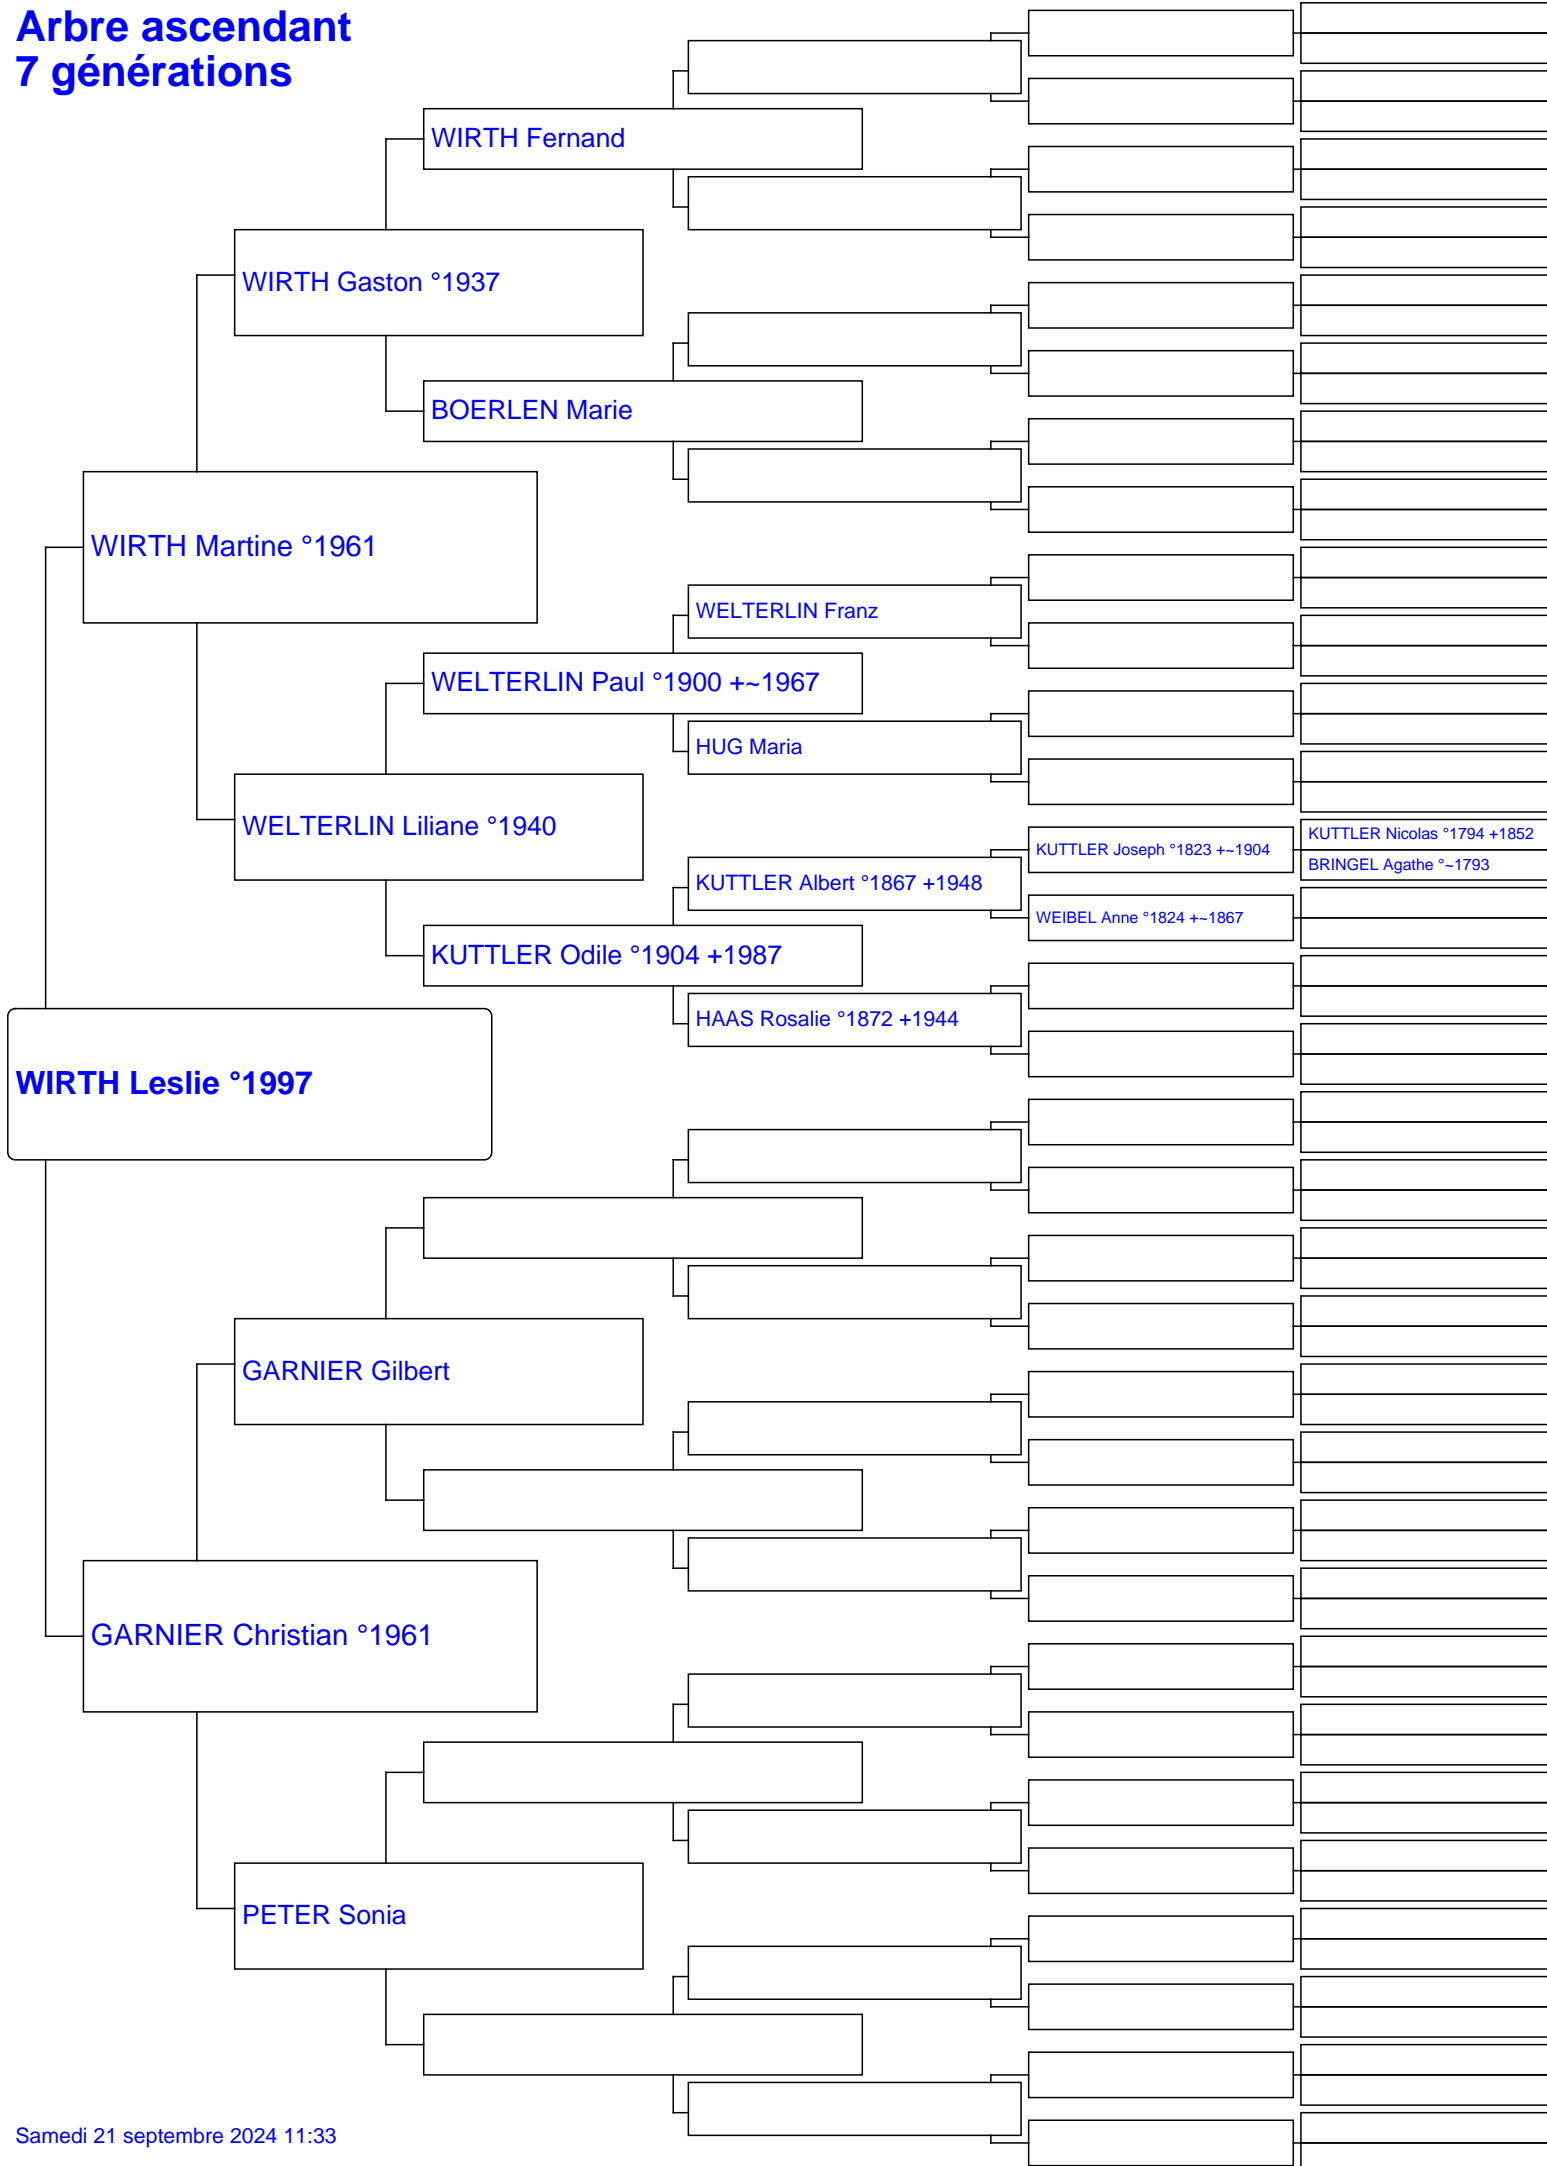 Arbre ascendant
7 générations
WIRTH Fernand
WIRTH Gaston °1937
BOERLEN Marie
WIRTH Martine °1961
WELTERLIN Franz
WELTERLIN Paul °1900 +~1967
HUG Maria
WELTERLIN Liliane °1940
KUTTLER Nicolas °1794 +1852
KUTTLER Joseph °1823 +~1904
BRINGEL Agathe °~1793
KUTTLER Albert °1867 +1948
WEIBEL Anne °1824 +~1867
KUTTLER Odile °1904 +1987
HAAS Rosalie °1872 +1944
WIRTH Leslie °1997
GARNIER Gilbert
GARNIER Christian °1961
PETER Sonia
Samedi 21 septembre 2024 11:33